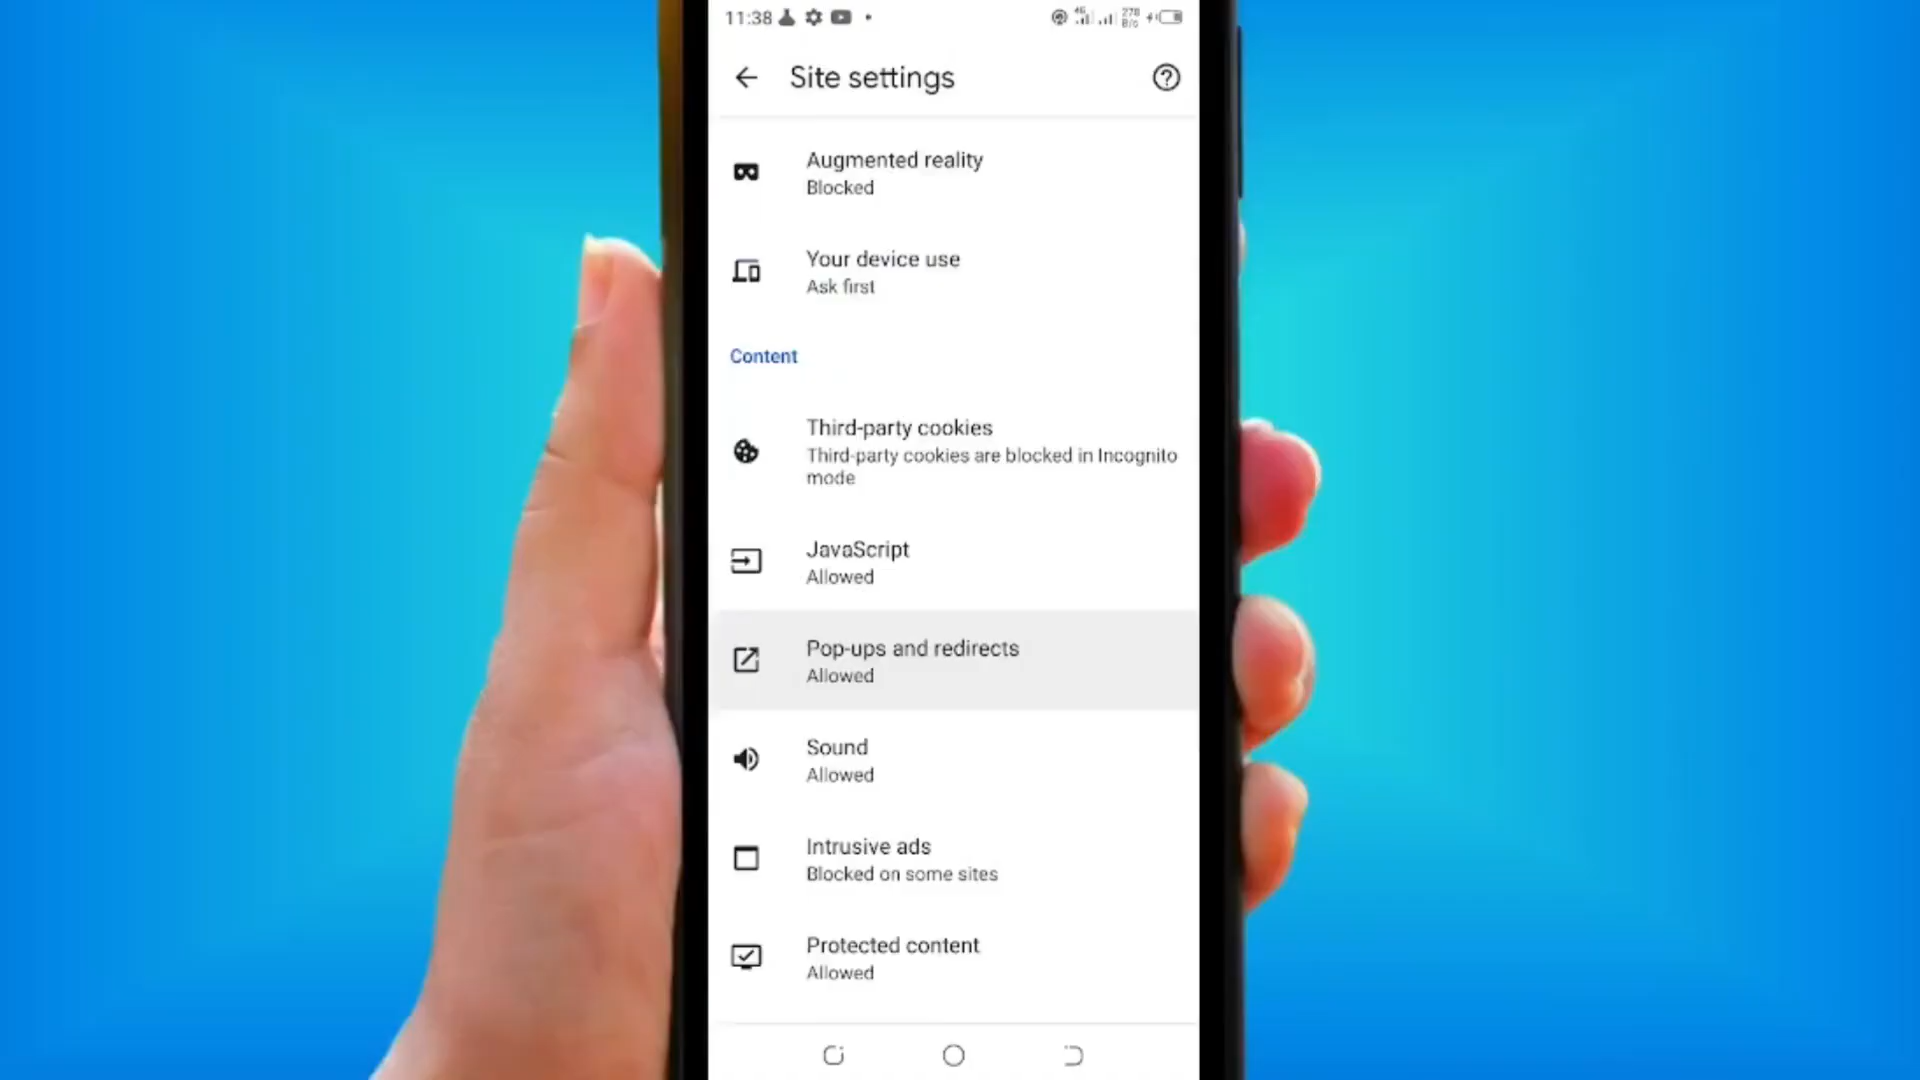 11:38
4G
278
B/s
Site settings
Augmented reality
Blocked
Your device use
Ask first
Content
Third-party cookies
Third-party cookies are blocked in Incognito
mode
JavaScript
Allowed
Pop-ups and redirects
Allowed
Sound
Allowed
Intrusive ads
Blocked on some sites
Protected content
Allowed